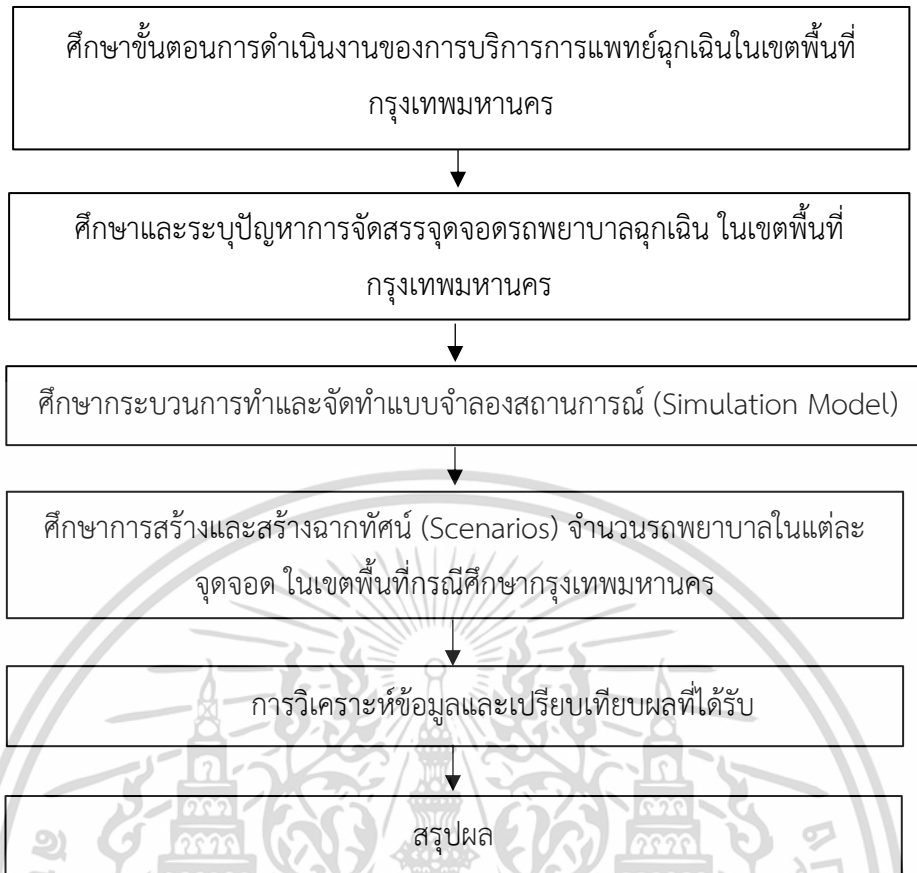 ศึกษาขั้นตอนการดำเนินงานของการบริการการแพทย์ฉุกเฉินในเขตพื้นที่
กรุงเทพมหานคร
ศึกษาและระบุปัญหาการจัดสรรจุดจอดรถพยาบาลฉุกเฉิน ในเขตพื้นที่
กรุงเทพมหานคร
ศึกษากระบวนการทำและจัดทำแบบจำลองสถานการณ์ (Simulation Model)
ศึกษาการสร้างและสร้างฉากทัศน์ (Scenarios) จำนวนรถพยาบาลในแต่ละ
จุดจอด ในเขตพื้นที่กรณีศึกษากรุงเทพมหานคร
การวิเคราะห์ข้อมูลและเปรียบเทียบผลที่ได้รับ
สรุปผล